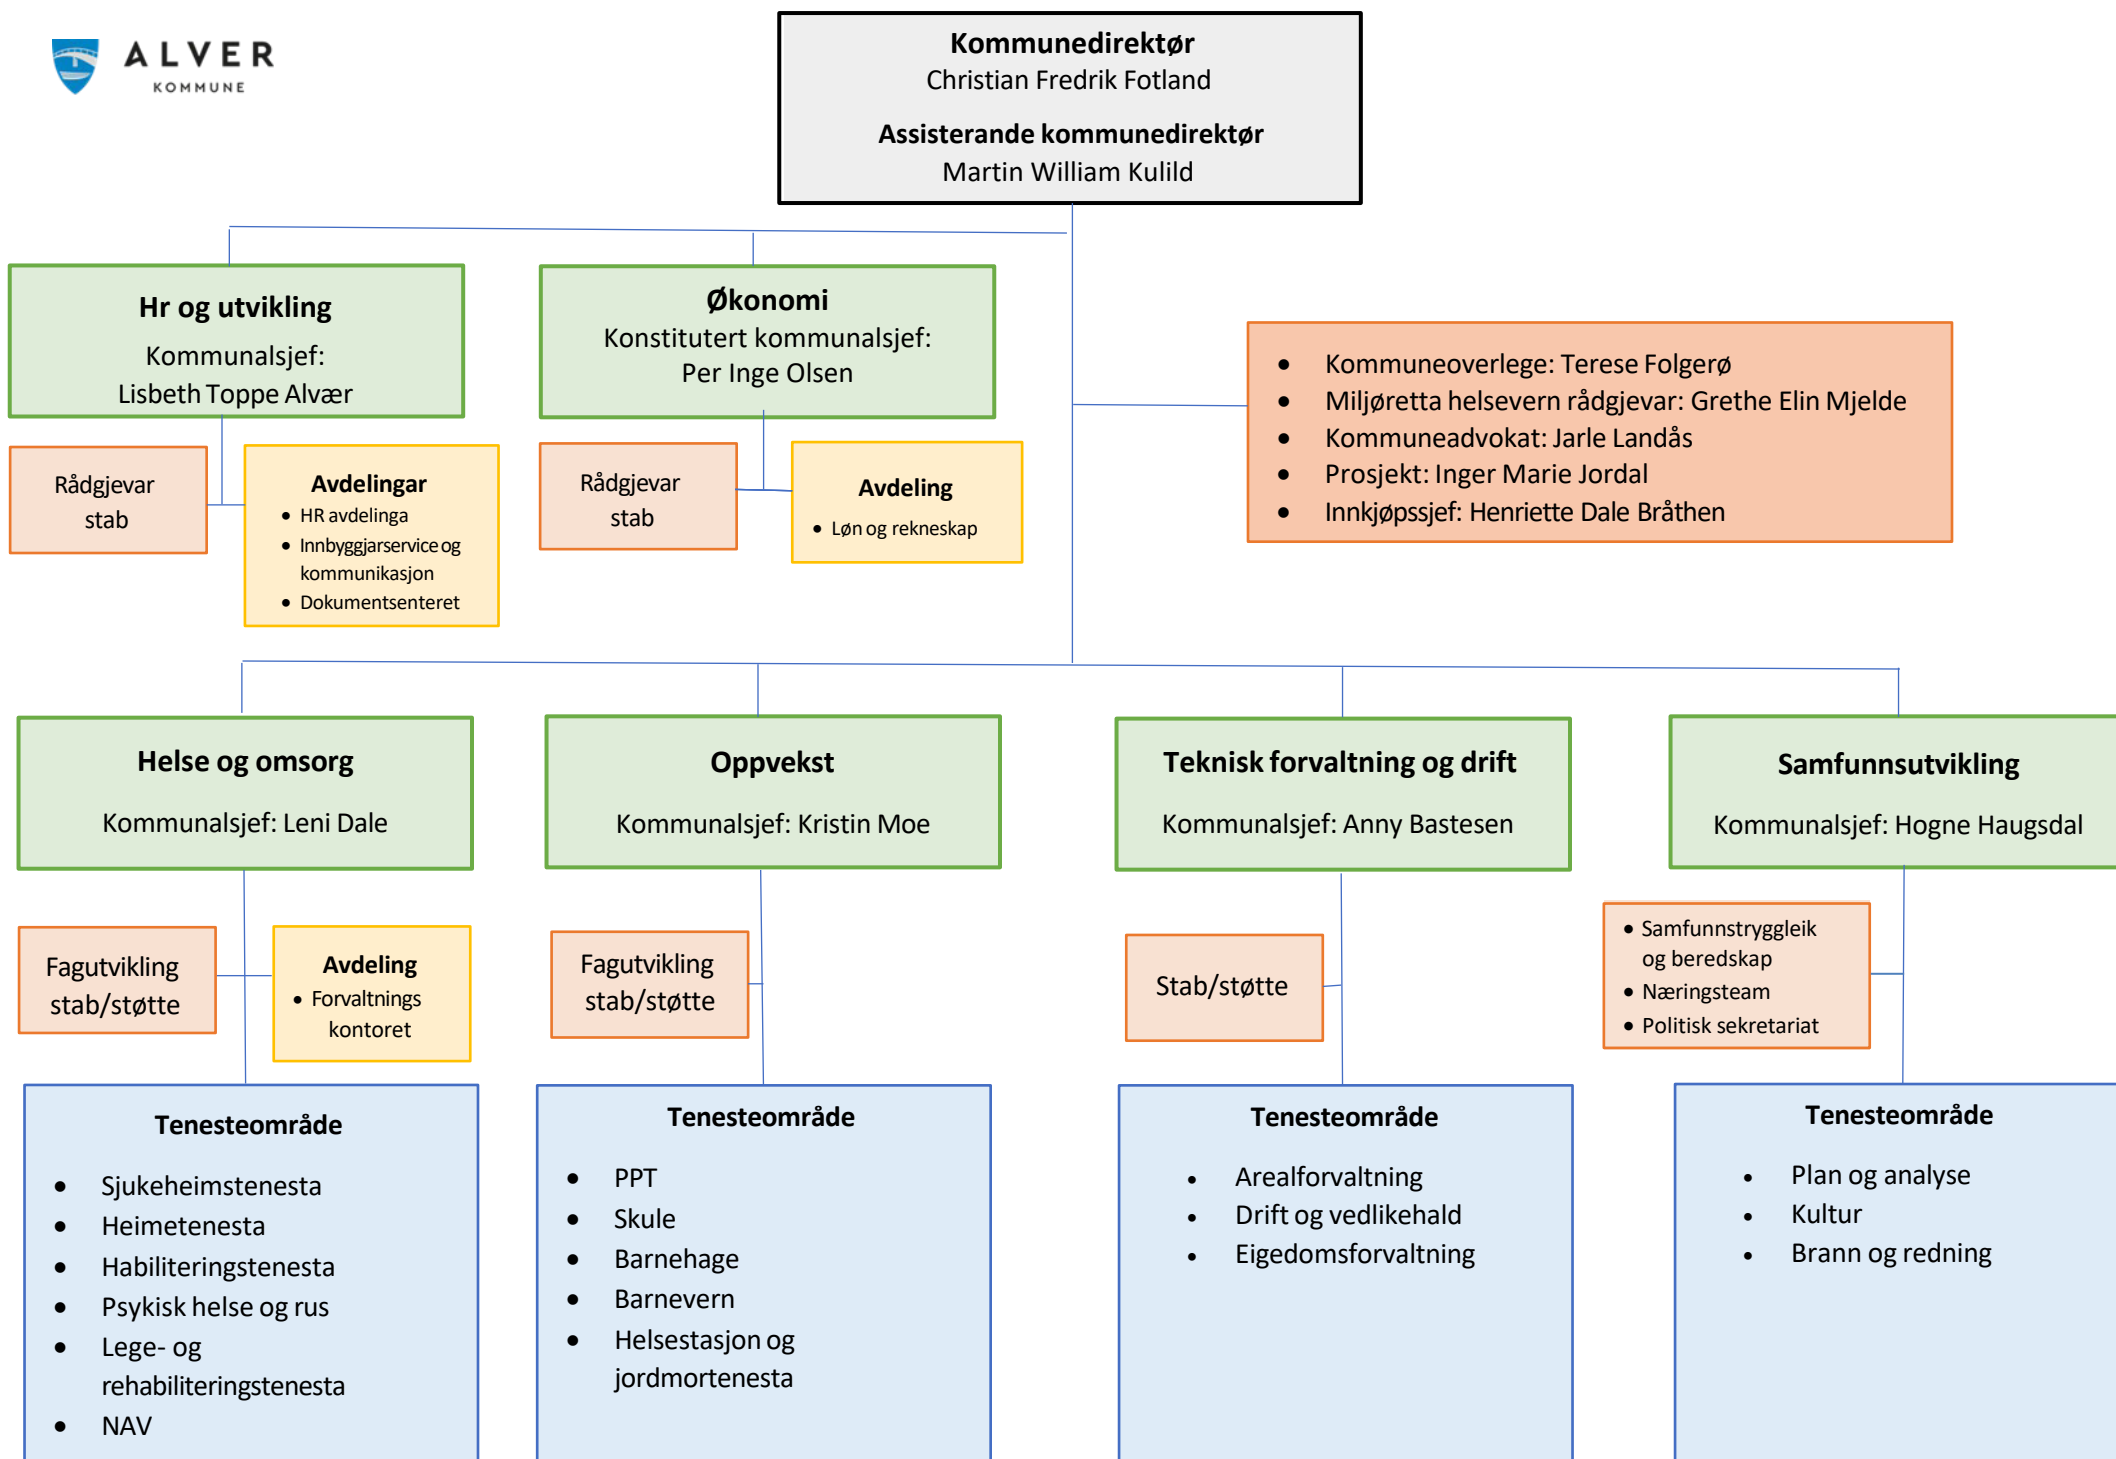 ALVER
KOMMUNE
Kommunedirektør
Christian Fredrik Fotland
Assisterande kommunedirektør
Martin William Kulild
Hr og utvikling
Kommunalsjef:
Lisbeth Toppe Alvær
Økonomi
Konstitutert kommunalsjef:
Per Inge Olsen
• Kommuneoverlege: Terese Folgerø
• Miljøretta helsevern rådgjevar: Grethe Elin Mjelde
• Kommuneadvokat: Jarle Landås
• Prosjekt: Inger Marie Jordal
• Innkjøpssjef: Henriette Dale Bråthen
Rådgjevar
stab
Avdelingar
• HR avdelinga
• Innbyggjarservice og
kommunikasjon
• Dokumentsenteret
Rådgjevar
stab
Avdeling
• Løn og rekneskap
Helse og omsorg
Kommunalsjef: Leni Dale
Oppvekst
Kommunalsjef: Kristin Moe
Teknisk forvaltning og drift
Kommunalsjef: Anny Bastesen
Samfunnsutvikling
Kommunalsjef: Hogne Haugsdal
Fagutvikling
stab/støtte
Avdeling
• Forvaltnings
kontoret
Fagutvikling
stab/støtte
Stab/støtte
• Samfunnstryggleik
og beredskap
• Næringsteam
• Politisk sekretariat
Tenesteområde
• Sjukeheimstenesta
• Heimetenesta
• Habiliteringstenesta
• Psykisk helse og rus
• Lege- og
rehabiliteringstenesta
• NAV
Tenesteområde
• PPT
• Skule
• Barnehage
• Barnevern
• Helsestasjon og
jordmortenesta
Tenesteområde
• Arealforvaltning
• Drift og vedlikehald
• Eigedomsforvaltning
Tenesteområde
• Plan og analyse
• Kultur
• Brann og redning